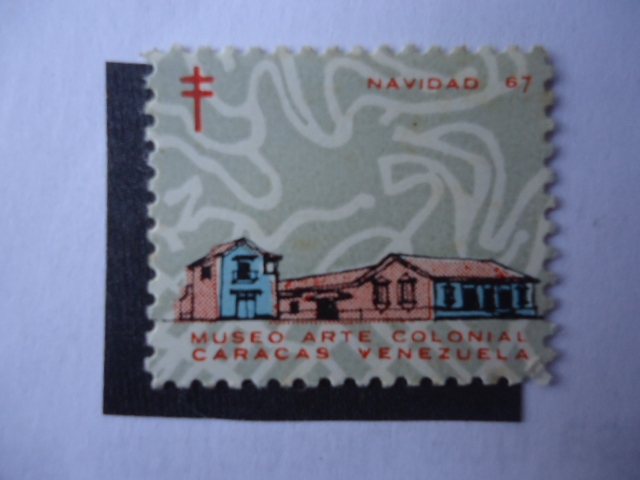 NAVIDAD 67
MUSEO ARTE COLONIAL
CARACAS VENEZUELA